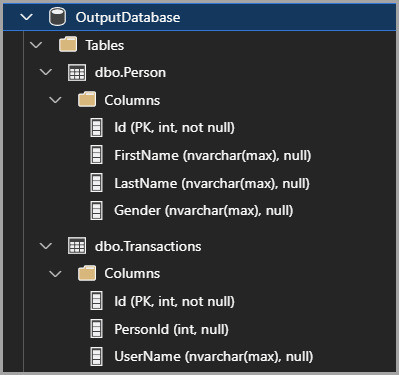 OutputDatabase
Tables
dbo.Person
Columns
Id (PK, int, not null)
FirstName (nvarchar(max), null)
LastName (nvarchar(max), null)
Gender (nvarchar(max), null)
dbo.Transactions
Columns
Id (PK, int, not null)
PersonId (int, null)
UserName (nvarchar(max), null)